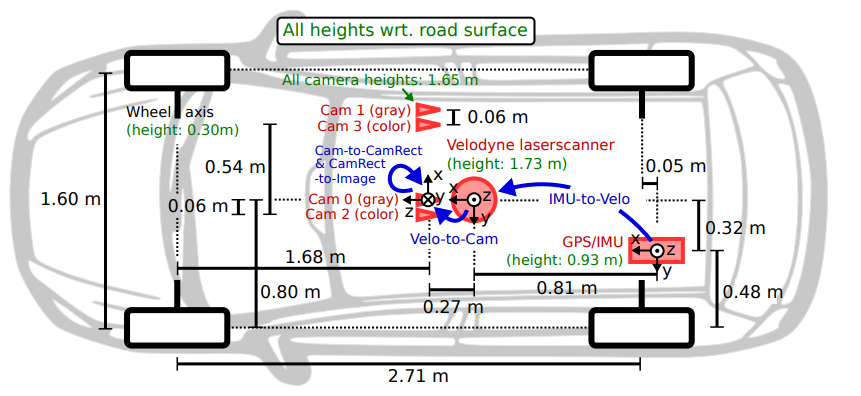 All heights wrt. road surface
All camera heights: 1.65 m
Wheel axis
(height: 0.30m)
Cam 1 (gray)
Cam 3 (color)
0.06 m
Velodyne laserscanner
(height: 1.73 m)
Cam-to-CamRect
& CamRect
-to-Image
0.54 m
0.05 m
1.60 m
0.06 m
Cam 0 (gray)
Cam 2 (color)
x
y
z
x
z
y
IMU-to-Velo
0.32 m
Velo-to-Cam
GPS/IMU
(height: 0.93 m)
x
z
y
1.68 m
0.80 m
0.27 m
0.81 m
0.48 m
2.71 m